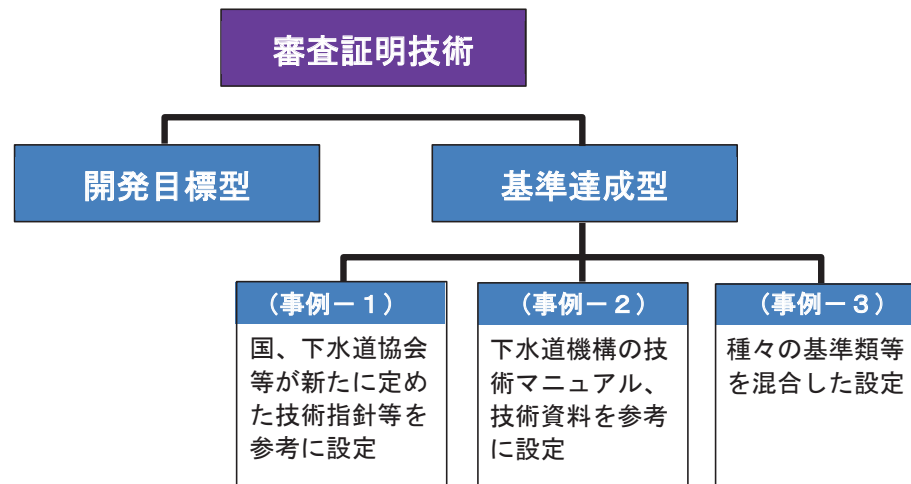 審査証明技術
開発目標型
基準達成型
（事例－１）
国、下水道協会
等が新たに定め
た技術指針等を
参考に設定
（事例－２）
下水道機構の技
術マニュアル、
技術資料を参考
に設定
（事例－３）
種々の基準類等
を混合した設定